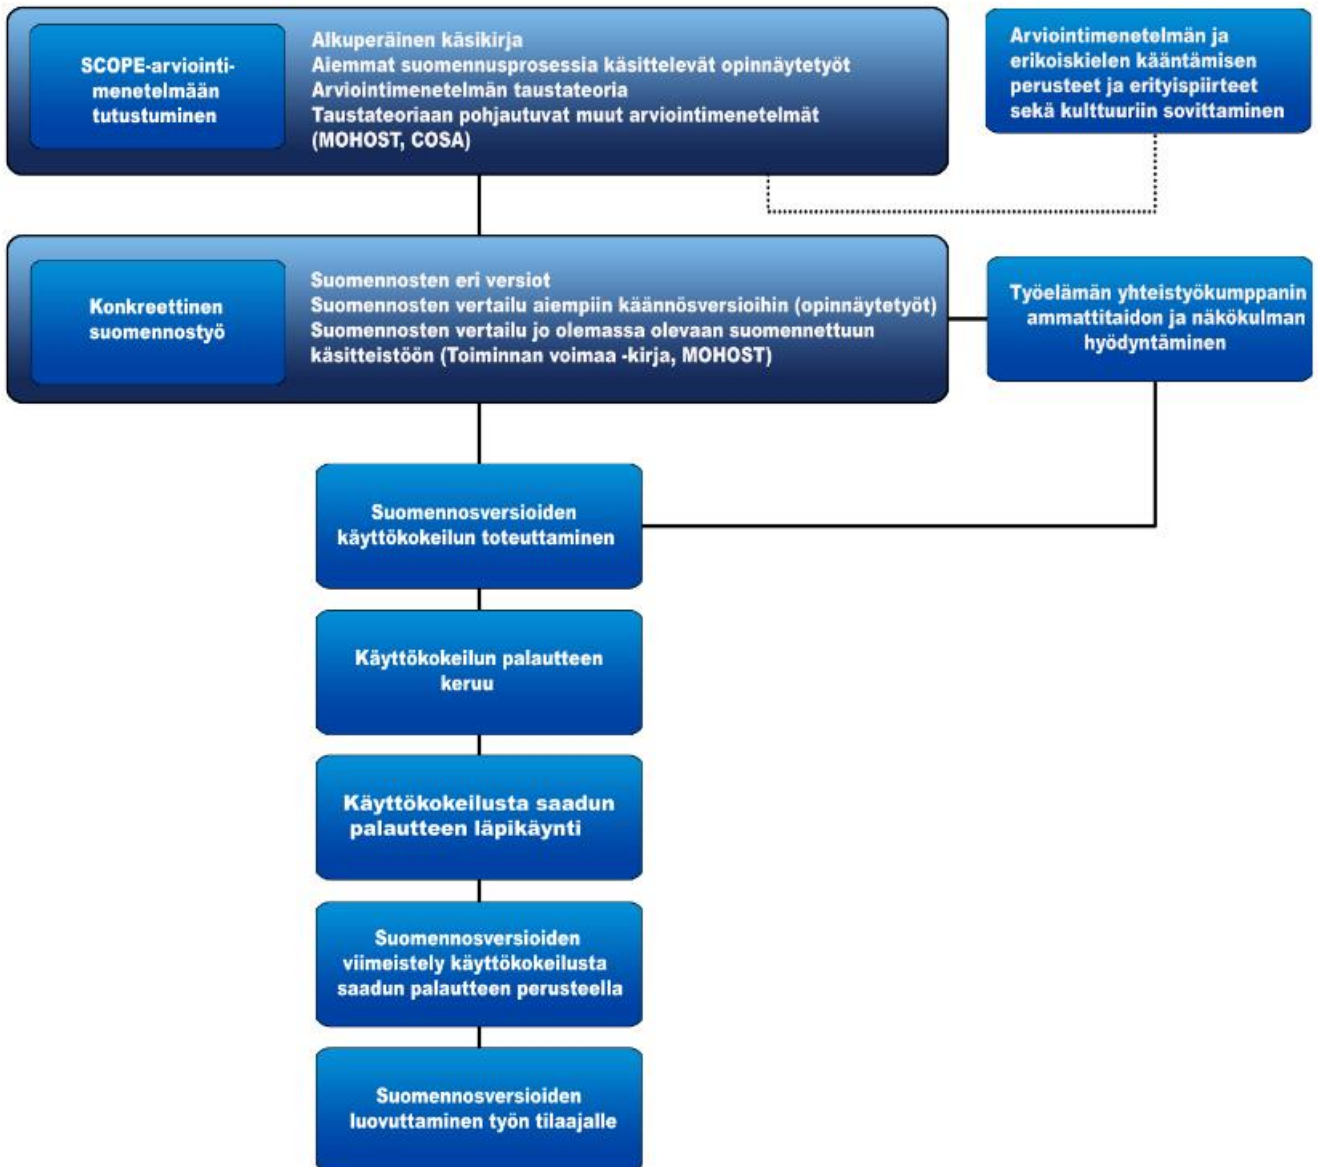 SCOPE-arviointi-
menetelmään
tutustuminen
Alkuperäinen käsikirja
Aiemmat suomennusprosessia käsittelevät opinnäytetyöt
Arviointimenetelmän taustateoria
Taustateoriaan pohjautuvat muut arviointimenetelmät
(MOHOST, COSA)
Arviointimenetelmän ja
erikoiskielen kääntämisen
perusteet ja erityispiirteet
sekä kulttuuriin sovittaminen
Konkreettinen
suomennostyö
Suomennosten eri versiot
Suomennosten vertailu aiempiin käännösversioihin (opinnäytetyöt)
Suomennosten vertailu jo olemassa olevaan suomennettuun
käsitteistöön (Toiminnan voimaa -kirja, MOHOST)
Työelämän yhteistyökumppanin
ammattitaidon ja näkökulman
hyödyntäminen
Suomennosversioiden
käyttökokeilun toteuttaminen
Käyttökokeilun palautteen
keruu
Käyttökokeilusta saadun
palautteen läpikäynti
Suomennosversioiden
viimeistely käyttökokeilusta
saadun palautteen perusteella
Suomennosversioiden
luovuttaminen työn tilaajalle